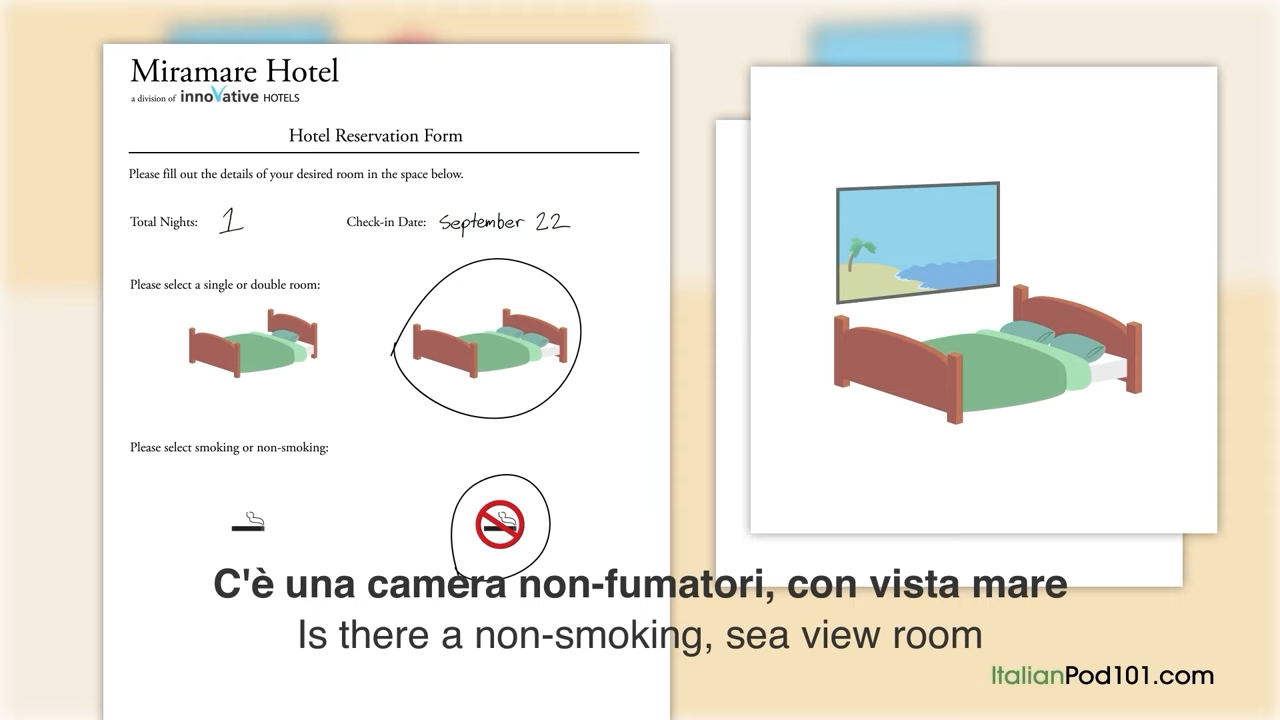 Miramare Hotel
a division of innoVative HOTELS
Hotel Reservation Form
Please fill out the details of your desired room in the space below.
Total Nights: 1 Check-in Date: September 22
Please select a single or double room:
Please select smoking or non-smoking:
C'è una camera non-fumatori, con vista mare
Is there a non-smoking, sea view room
ItalianPod101.com